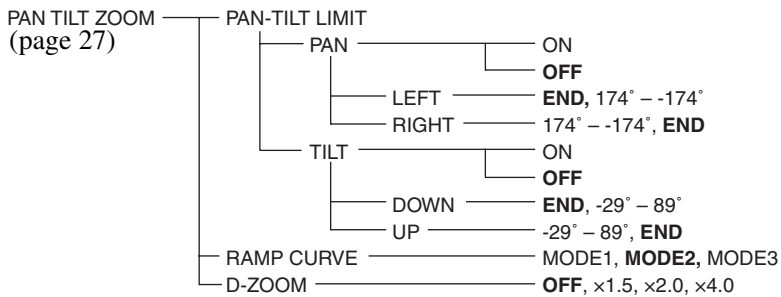 PAN TILT ZOOM PAN-TILT LIMIT
(page 27)
PAN ON
OFF
LEFT END, 174° – -174°
RIGHT 174° – -174°, END
TILT ON
OFF
DOWN END, -29° – 89°
UP -29° – 89°, END
RAMP CURVE MODE1, MODE2, MODE3
D-ZOOM OFF, ×1.5, ×2.0, ×4.0